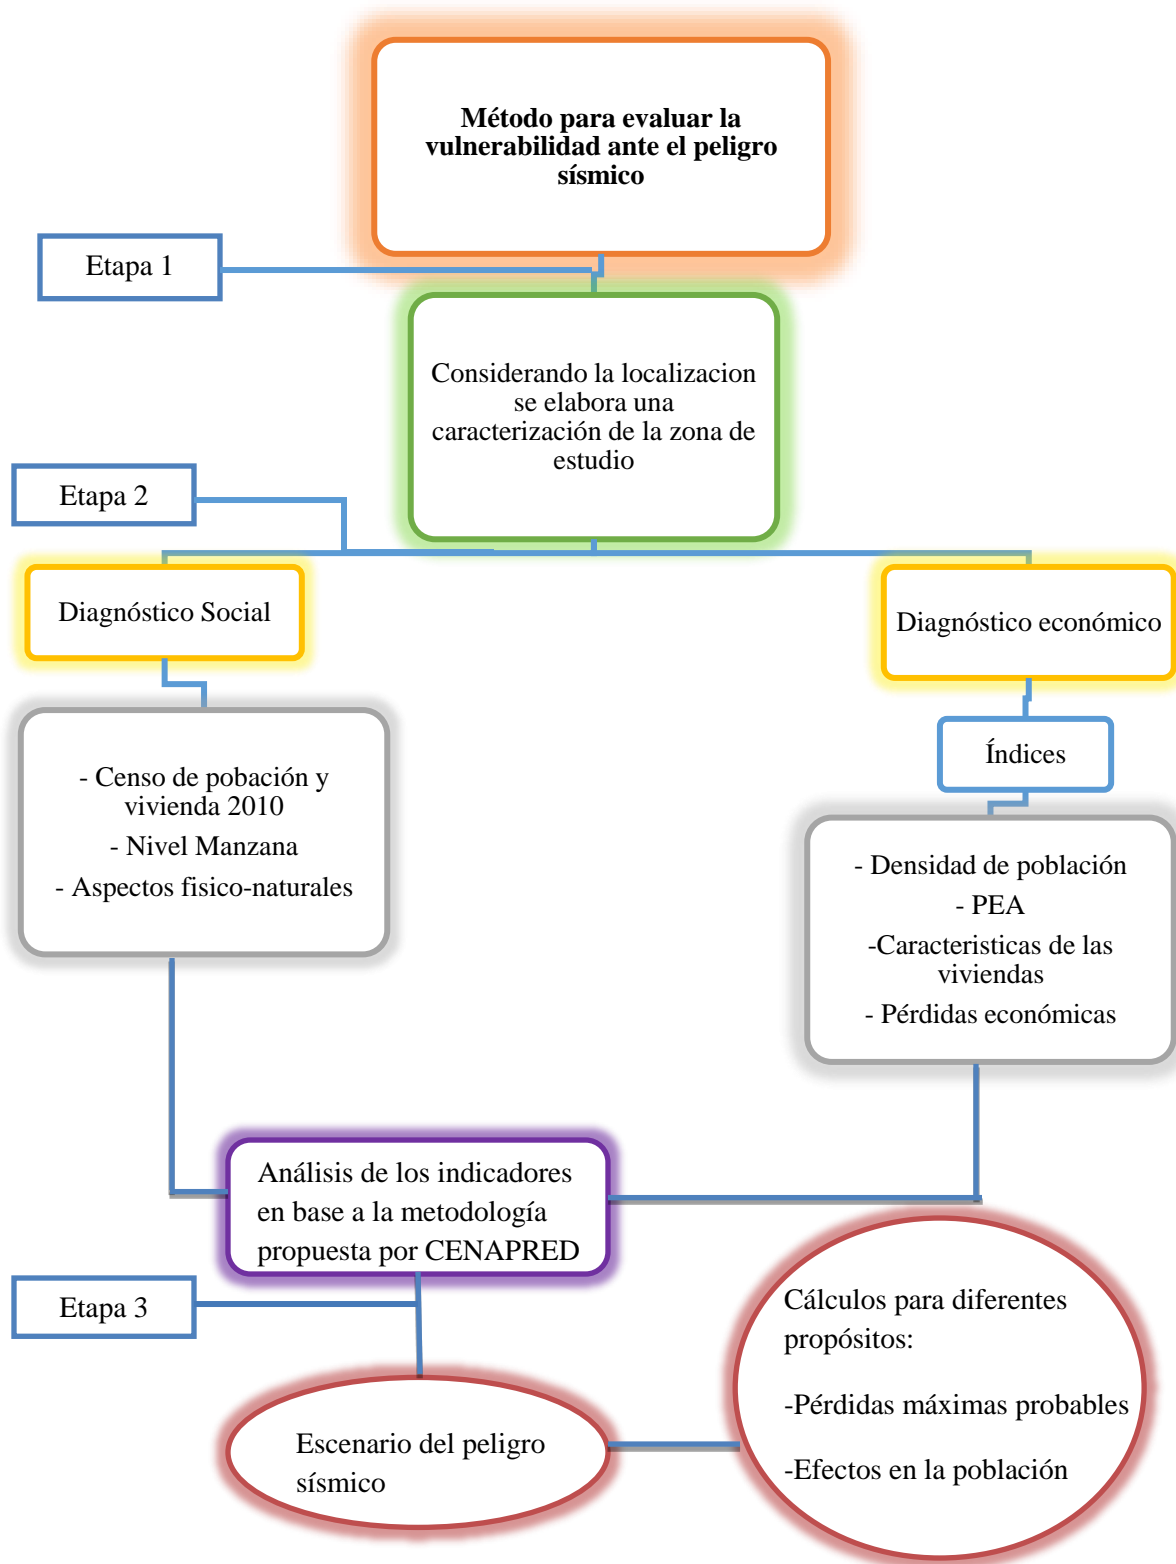 Método para evaluar la
vulnerabilidad ante el peligro
sísmico
Etapa 1
Considerando la localizacion
se elabora una
caracterización de la zona de
estudio
Etapa 2
Diagnóstico Social
Diagnóstico económico
- Censo de pobación y
vivienda 2010
- Nivel Manzana
- Aspectos fisico-naturales
Índices
- Densidad de población
- PEA
-Caracteristicas de las
viviendas
- Pérdidas económicas
Análisis de los indicadores
en base a la metodología
propuesta por CENAPRED
Etapa 3
Escenario del peligro
sísmico
Cálculos para diferentes
propósitos:
-Pérdidas máximas probables
-Efectos en la población